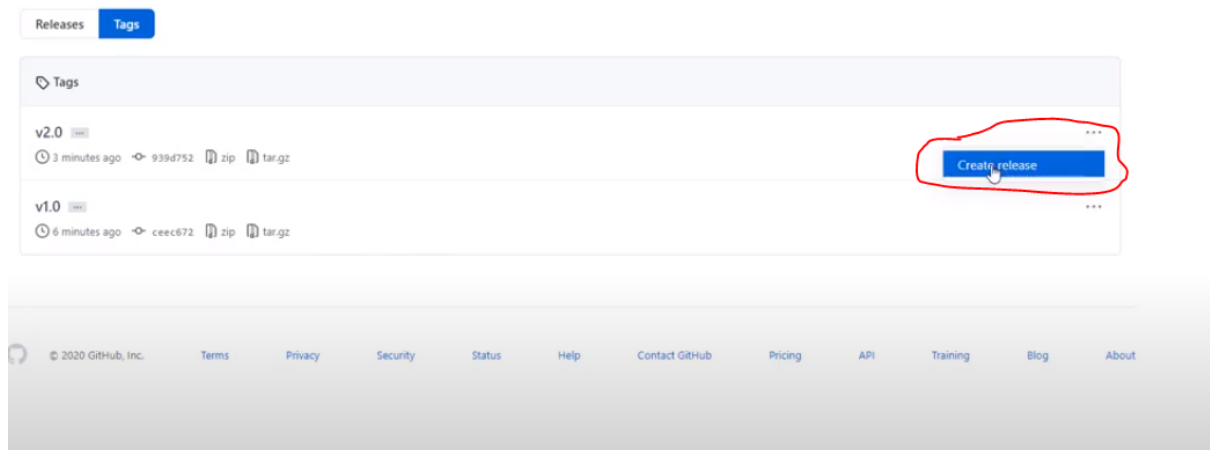 Releases Tags
Tags
v2.0 ...
3 minutes ago 939d752 zip tar.gz
Create release
v1.0 ...
6 minutes ago ceec672 zip tar.gz
© 2020 GitHub, Inc. Terms Privacy Security Status Help Contact GitHub Pricing API Training Blog About